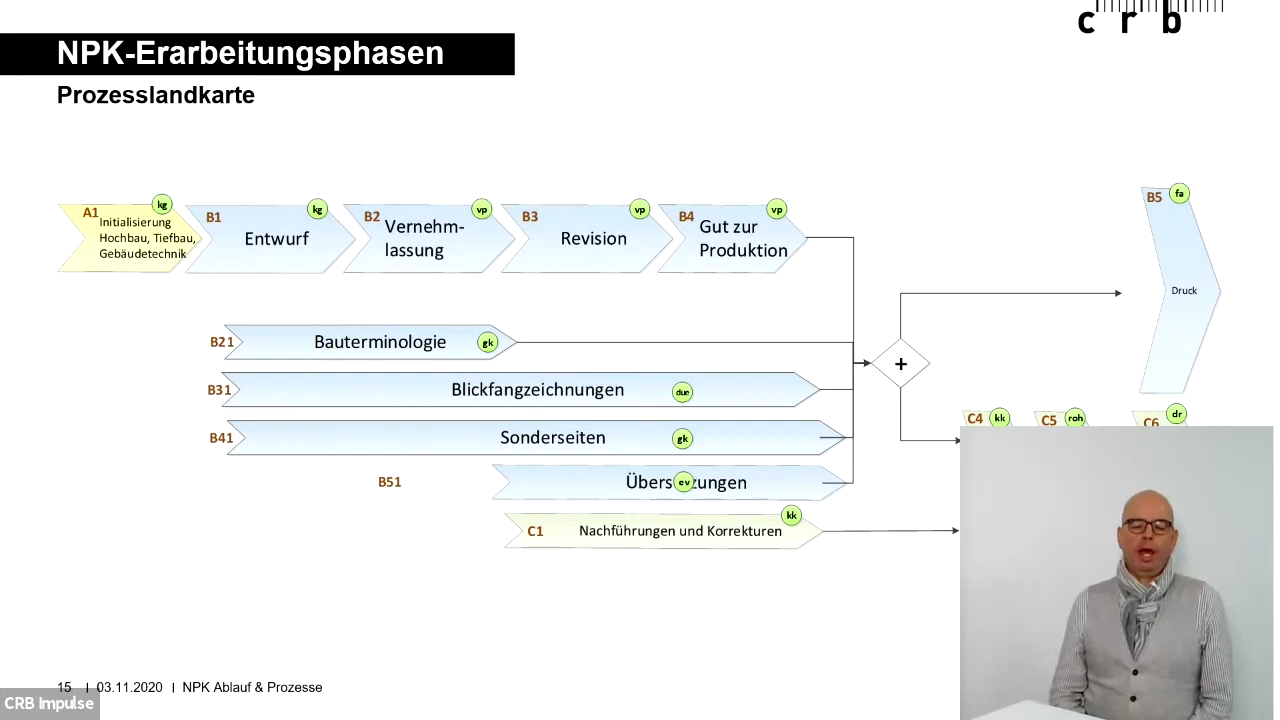 crb
NPK-Erarbeitungsphasen
Prozesslandkarte
A1
kg
Initialisierung
Hochbau, Tiefbau,
Gebäudetechnik
B1
kg
Entwurf
B2
vp
Vernehm-
lassung
B3
vp
Revision
B4
vp
Gut zur
Produktion
B5
fa
Druck
B21
Bauterminologie
gk
+
B31
Blickfangzeichnungen
due
C4
kk
C5
roh
C6
dr
B41
Sonderseiten
gk
B51
ev
C1
Nachführungen und Korrekturen
kk
15 | 03.11.2020 | NPK Ablauf & Prozesse
CRB Impulse